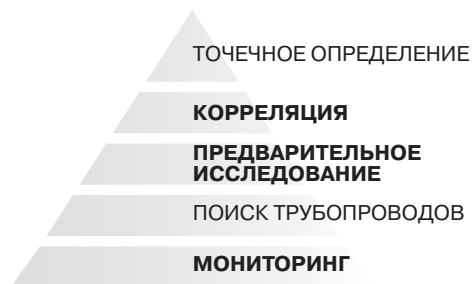 ТОЧЕЧНОЕ ОПРЕДЕЛЕНИЕ
КОРРЕЛЯЦИЯ
ПРЕДВАРИТЕЛЬНОЕ
ИССЛЕДОВАНИЕ
ПОИСК ТРУБОПРОВОДОВ
МОНИТОРИНГ